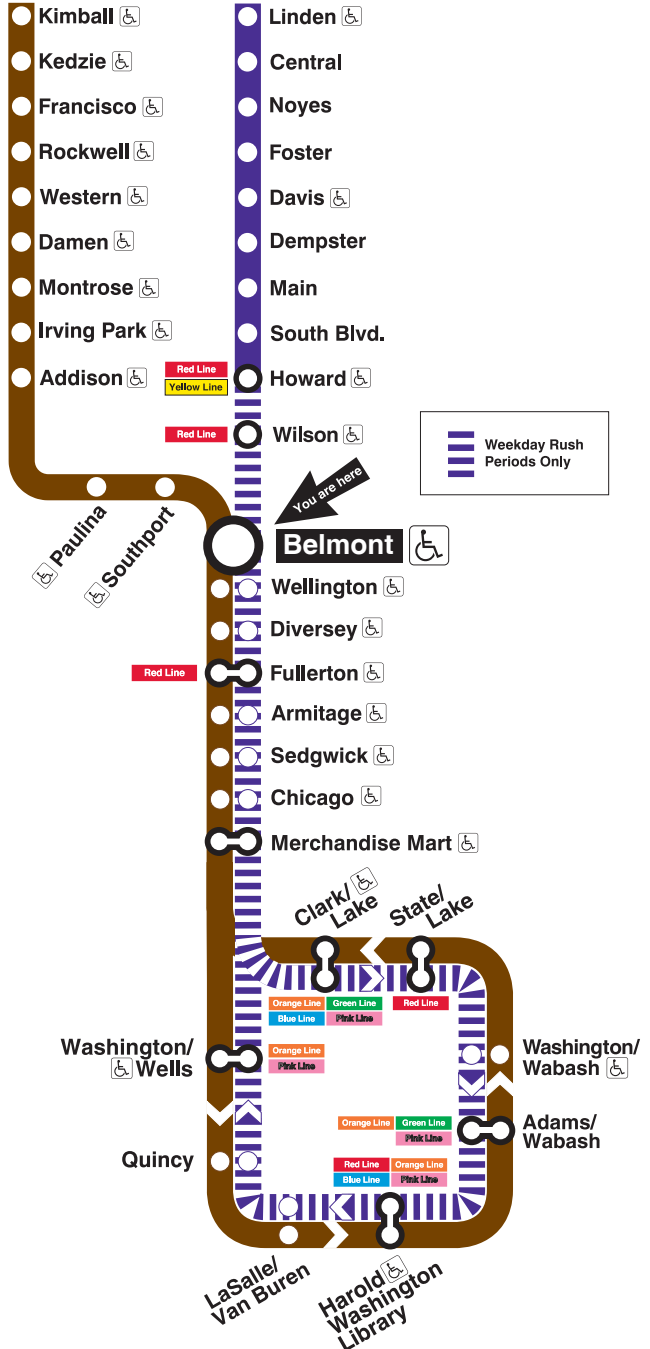 Kimball
Kedzie
Francisco
Rockwell
Western
Damen
Montrose
Irving Park
Addison
Paulina
Southport
Linden
Central
Noyes
Foster
Davis
Dempster
Main
South Blvd.
Red Line
Yellow Line
Howard
Red Line
Wilson
Weekday Rush
Periods Only
You are here
Belmont
Wellington
Diversey
Red Line
Fullerton
Armitage
Sedgwick
Chicago
Merchandise Mart
Clark/
Lake
State/
Lake
Orange Line
Green Line
Blue Line
Pink Line
Red Line
Washington/
Wells
Orange Line
Pink Line
Washington/
Wabash
Orange Line
Green Line
Pink Line
Adams/
Wabash
Quincy
Red Line
Orange Line
Blue Line
Pink Line
LaSalle/
Van Buren
Harold
Washington
Library